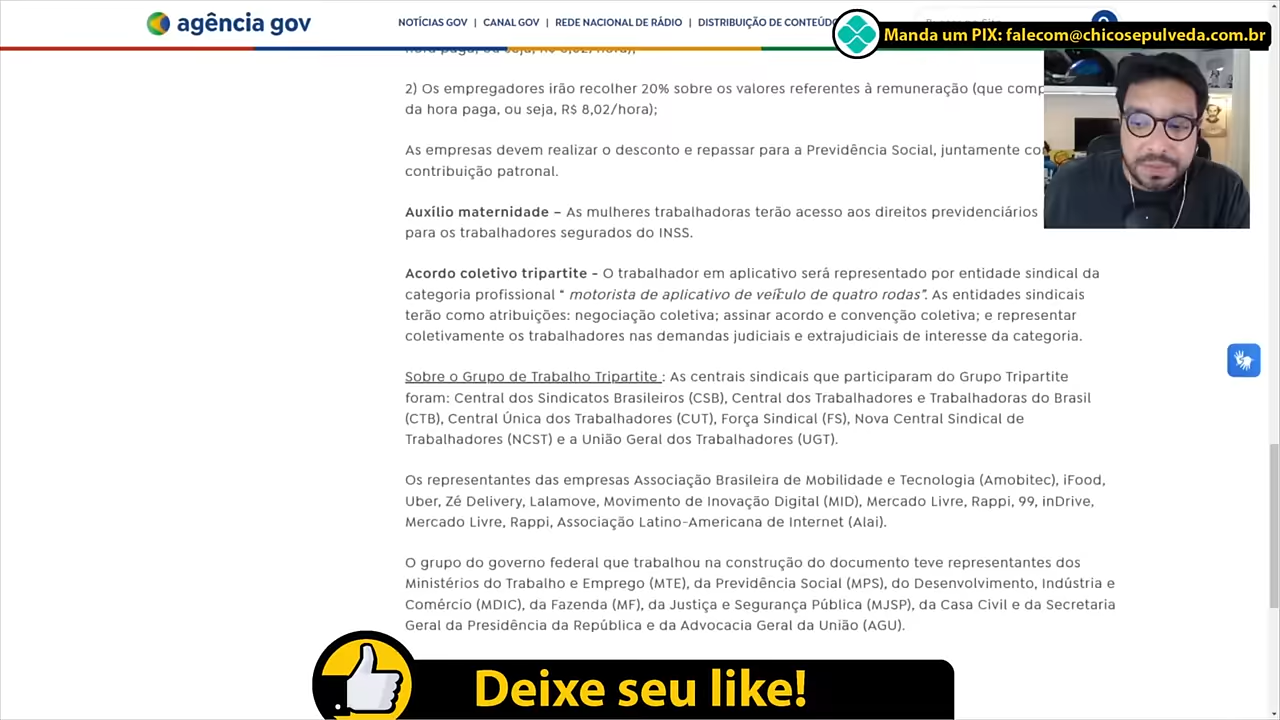 agência gov
NOTÍCIAS GOV | CANAL GOV | REDE NACIONAL DE RÁDIO | DISTRIBUIÇÃO DE CONTEÚDO
Manda um PIX: falecom@chicosepulveda.com.br
hora paga, ou seja, R$ 6,02/hora);
2) Os empregadores irão recolher 20% sobre os valores referentes à remuneração (que comp
da hora paga, ou seja, R$ 8,02/hora);
As empresas devem realizar o desconto e repassar para a Previdência Social, juntamente co
contribuição patronal.
Auxílio maternidade – As mulheres trabalhadoras terão acesso aos direitos previdenciários
para os trabalhadores segurados do INSS.
Acordo coletivo tripartite - O trabalhador em aplicativo será representado por entidade sindical da
categoria profissional “ motorista de aplicativo de veículo de quatro rodas”. As entidades sindicais
terão como atribuições: negociação coletiva; assinar acordo e convenção coletiva; e representar
coletivamente os trabalhadores nas demandas judiciais e extrajudiciais de interesse da categoria.
Sobre o Grupo de Trabalho Tripartite : As centrais sindicais que participaram do Grupo Tripartite
foram: Central dos Sindicatos Brasileiros (CSB), Central dos Trabalhadores e Trabalhadoras do Brasil
(CTB), Central Única dos Trabalhadores (CUT), Força Sindical (FS), Nova Central Sindical de
Trabalhadores (NCST) e a União Geral dos Trabalhadores (UGT).
Os representantes das empresas Associação Brasileira de Mobilidade e Tecnologia (Amobitec), iFood,
Uber, Zé Delivery, Lalamove, Movimento de Inovação Digital (MID), Mercado Livre, Rappi, 99, inDrive,
Mercado Livre, Rappi, Associação Latino-Americana de Internet (Alai).
O grupo do governo federal que trabalhou na construção do documento teve representantes dos
Ministérios do Trabalho e Emprego (MTE), da Previdência Social (MPS), do Desenvolvimento, Indústria e
Comércio (MDIC), da Fazenda (MF), da Justiça e Segurança Pública (MJSP), da Casa Civil e da Secretaria
Geral da Presidência da República e da Advocacia Geral da União (AGU).
Deixe seu like!